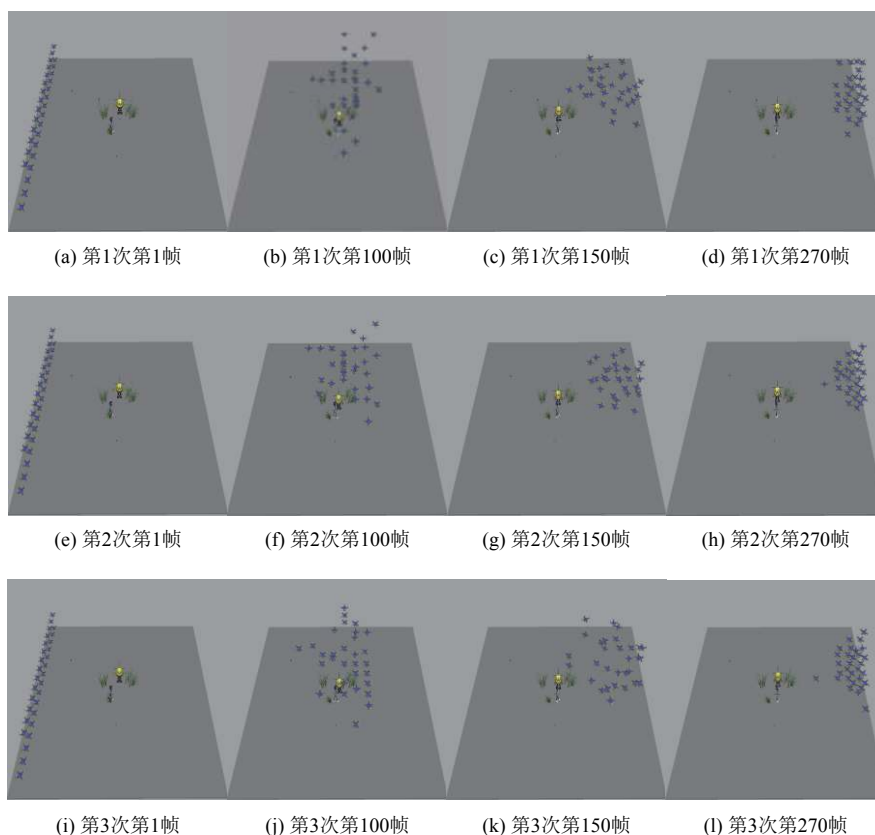 (a) 第1次第1帧
(b) 第1次第100帧
(c) 第1次第150帧
(d) 第1次第270帧
(e) 第2次第1帧
(f) 第2次第100帧
(g) 第2次第150帧
(h) 第2次第270帧
(i) 第3次第1帧
(j) 第3次第100帧
(k) 第3次第150帧
(l) 第3次第270帧